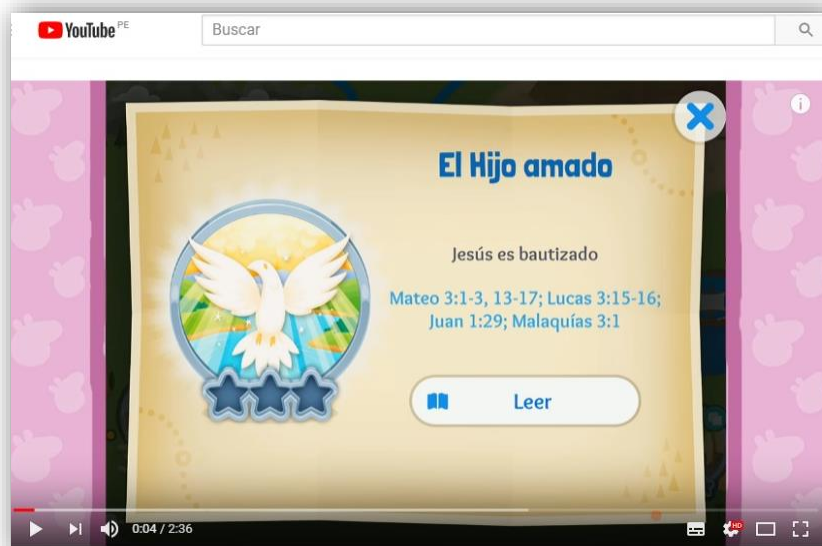 YouTube PE
Buscar
El Hijo amado
Jesús es bautizado
Mateo 3:1-3, 13-17; Lucas 3:15-16;
Juan 1:29; Malaquías 3:1
Leer
0:04 / 2:36
HD